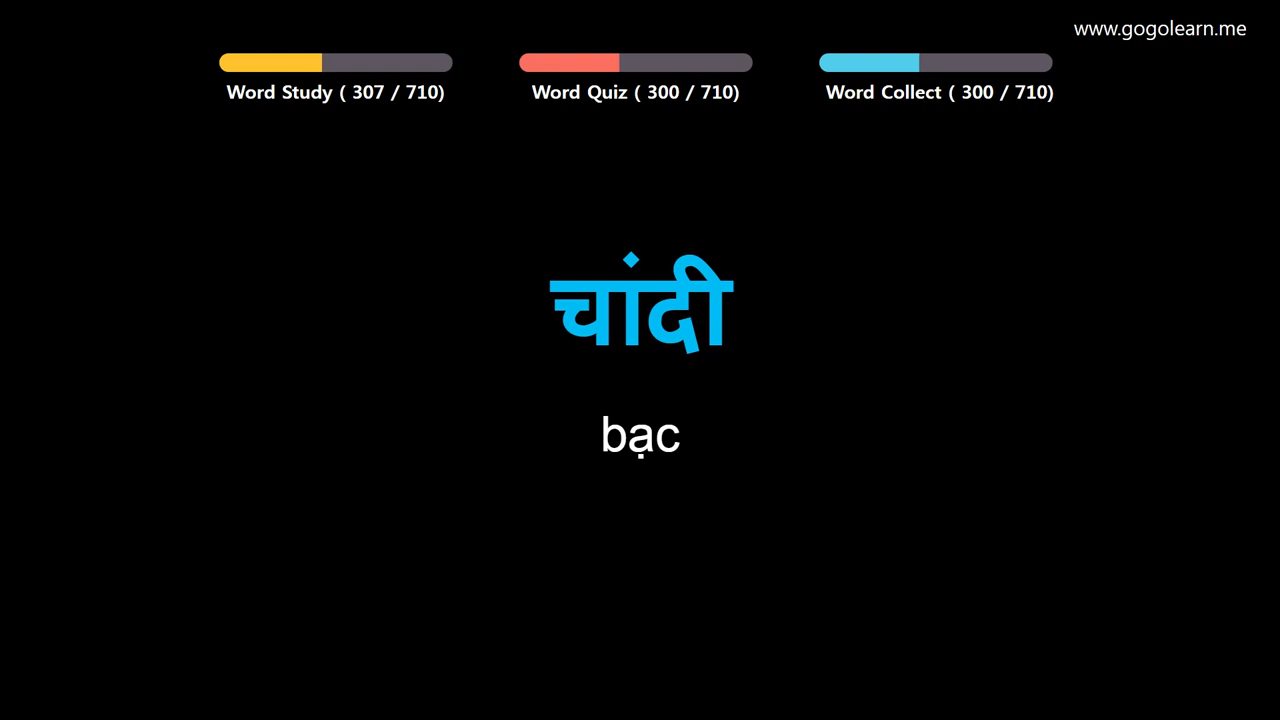 www.gogolearn.me
Word Study ( 307 / 710)
Word Quiz ( 300 / 710)
Word Collect ( 300 / 710)
चांदी
bạc